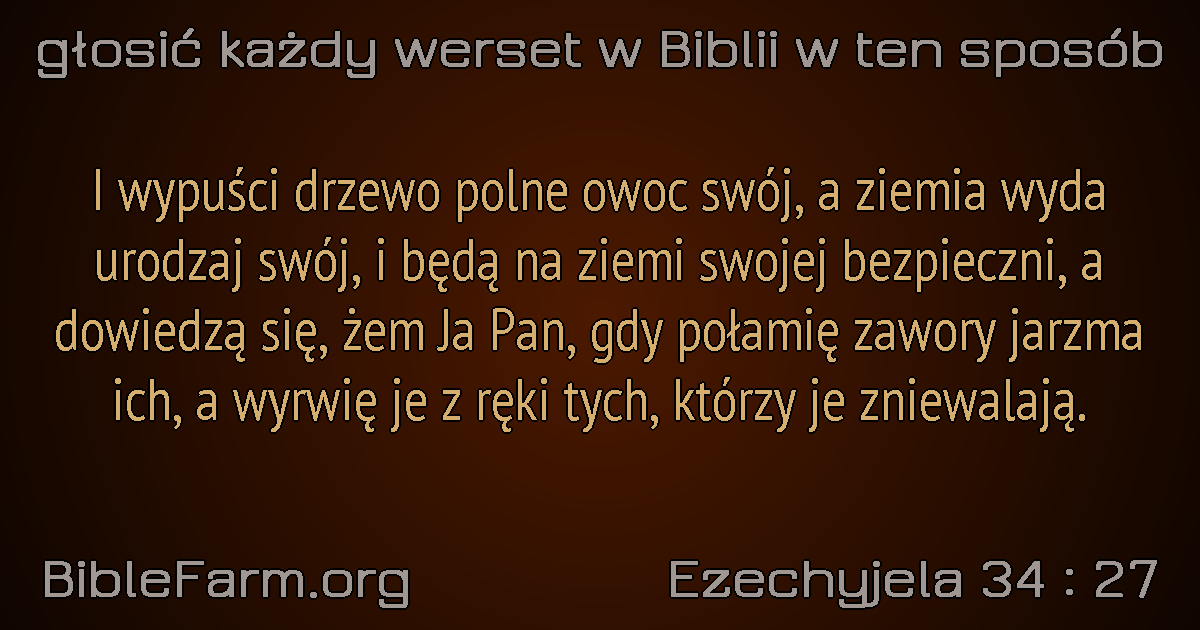 głosić każdy werset w Biblii w ten sposób
I wypuści drzewo polne owoc swój, a ziemia wyda
urodzaj swój, i będą na ziemi swojej bezpieczni, a
dowiedzą się, żem Ja Pan, gdy połamię zawory jarzma
ich, a wyrwię je z ręki tych, którzy je zniewalają.
BibleFarm.org
Ezechyjela 34 : 27